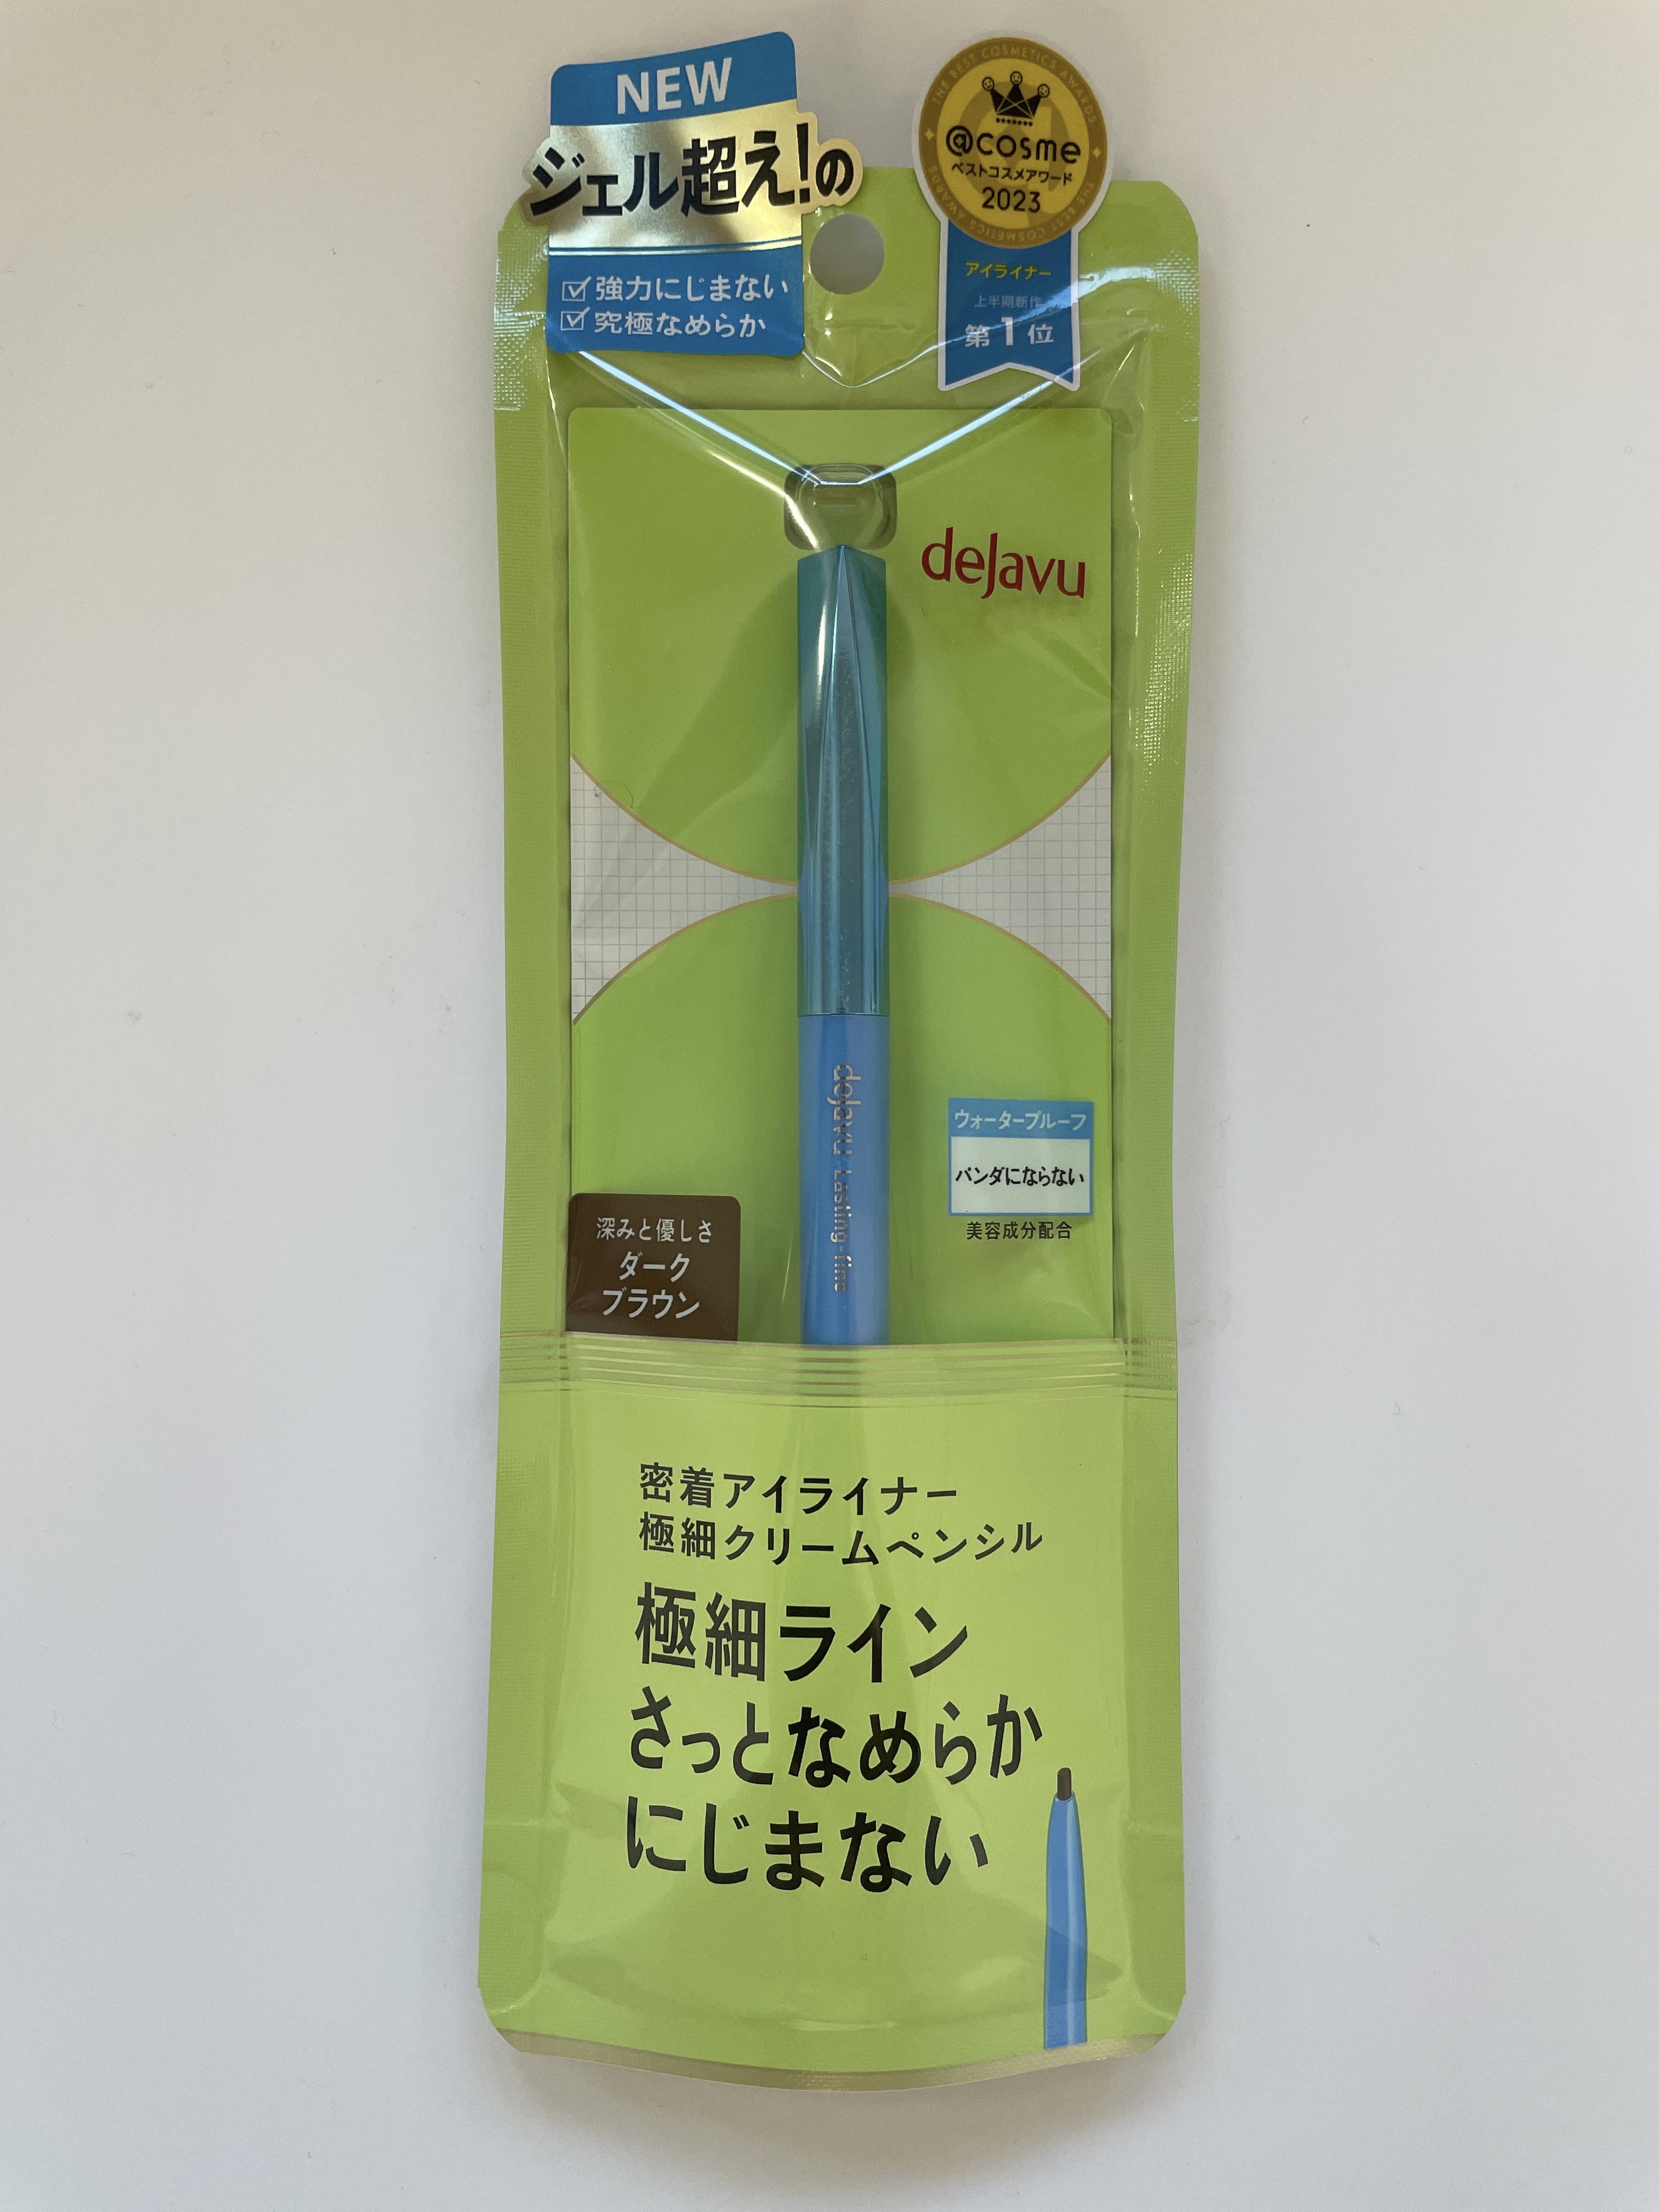 NEW
ジェル超え!の
強力にじまない
究極なめらか
THE BEST COSMETICS AWARDS
@cosme
ベストコスメアワード
2023
THE BEST COSMETICS AWARDS
アイライナー
上半期新作
第1位
deJavu
deJavu Lasting-fine
ウォータープルーフ
パンダにならない
美容成分配合
深みと優しさ
ダーク
ブラウン
密着アイライナー
極細クリームペンシル
極細ライン
さっとなめらか
にじまない